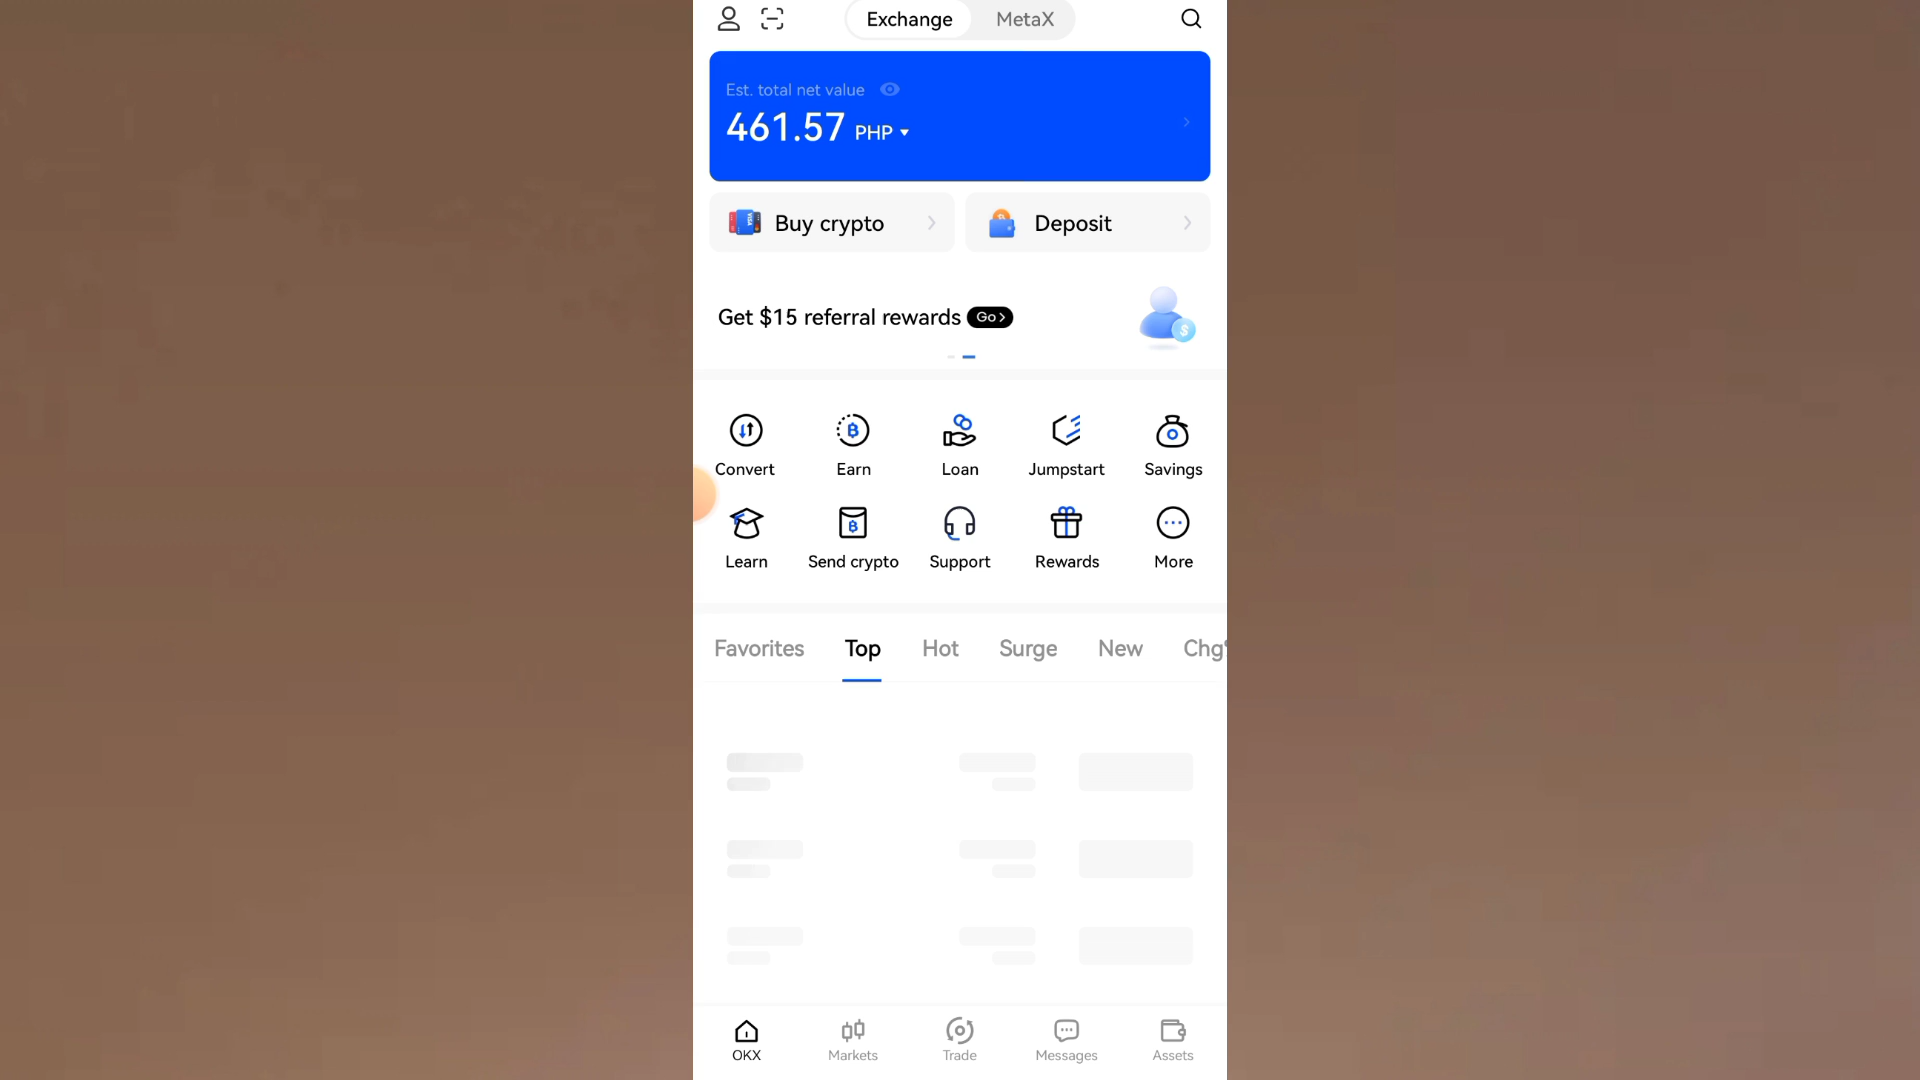 Exchange MetaX
Est. total net value
461.57 PHP
Buy crypto Deposit
Get $15 referral rewards Go
Convert Earn Loan Jumpstart Savings
Learn Send crypto Support Rewards More
Favorites Top Hot Surge New Chg
OKX Markets Trade Messages Assets